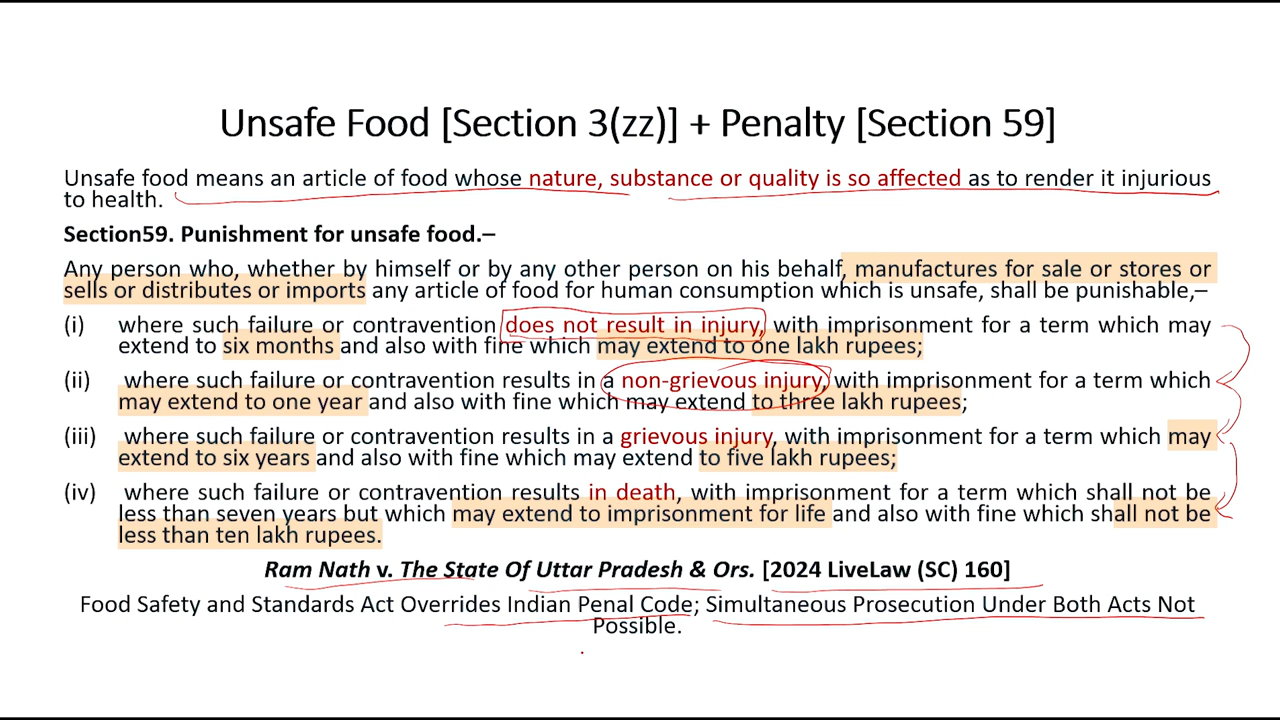 Unsafe Food [Section 3(zz)] + Penalty [Section 59]
Unsafe food means an article of food whose nature, substance or quality is so affected as to render it injurious
to health.
Section59. Punishment for unsafe food.–
Any person who, whether by himself or by any other person on his behalf, manufactures for sale or stores or
sells or distributes or imports any article of food for human consumption which is unsafe, shall be punishable,–
(i) where such failure or contravention does not result in injury, with imprisonment for a term which may
extend to six months and also with fine which may extend to one lakh rupees;
(ii) where such failure or contravention results in a non-grievous injury, with imprisonment for a term which
may extend to one year and also with fine which may extend to three lakh rupees;
(iii) where such failure or contravention results in a grievous injury, with imprisonment for a term which may
extend to six years and also with fine which may extend to five lakh rupees;
(iv) where such failure or contravention results in death, with imprisonment for a term which shall not be
less than seven years but which may extend to imprisonment for life and also with fine which shall not be
less than ten lakh rupees.
Ram Nath v. The State Of Uttar Pradesh & Ors. [2024 LiveLaw (SC) 160]
Food Safety and Standards Act Overrides Indian Penal Code; Simultaneous Prosecution Under Both Acts Not
Possible.